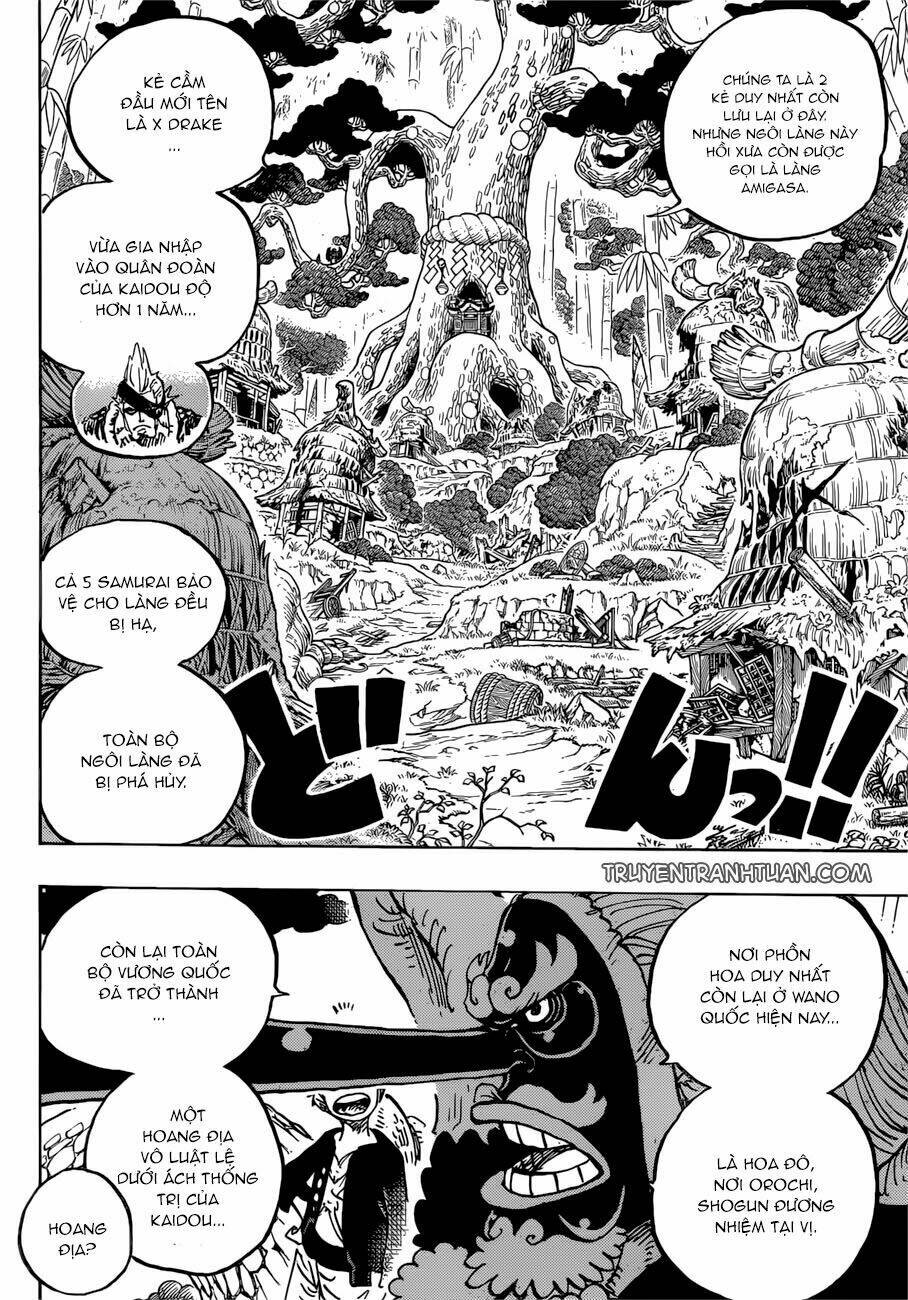 CHÚNG TA LÀ 2
KẺ DUY NHẤT CÒN
LƯU LẠI Ở ĐÂY.
NHƯNG NGÔI LÀNG NÀY
HỒI XƯA CÒN ĐƯỢC
GỌI LÀ LÀNG
AMIGASA.
KẺ CẦM
ĐẦU MỚI TÊN
LÀ X DRAKE
...
VỪA GIA NHẬP
VÀO QUÂN ĐOÀN
CỦA KAIDOU ĐỘ
HƠN 1 NĂM...
CẢ 5 SAMURAI BẢO
VỆ CHO LÀNG ĐỀU
BỊ HẠ,
TOÀN BỘ
NGÔI LÀNG ĐÃ
BỊ PHÁ HỦY.
どんっ!!
TRUYENTRANHTUAN.COM
NƠI PHỒN
HOA DUY NHẤT
CÒN LẠI Ở WANO
QUỐC HIỆN NAY...
LÀ HOA ĐÔ,
NƠI OROCHI,
SHOGUN ĐƯƠNG
NHIỆM TẠI VỊ.
CÒN LẠI TOÀN
BỘ VƯƠNG QUỐC
ĐÃ TRỞ THÀNH
...
MỘT
HOANG ĐỊA
VÔ LUẬT LỆ
DƯỚI ÁCH THỐNG
TRỊ CỦA
KAIDOU...
HOANG
ĐỊA?